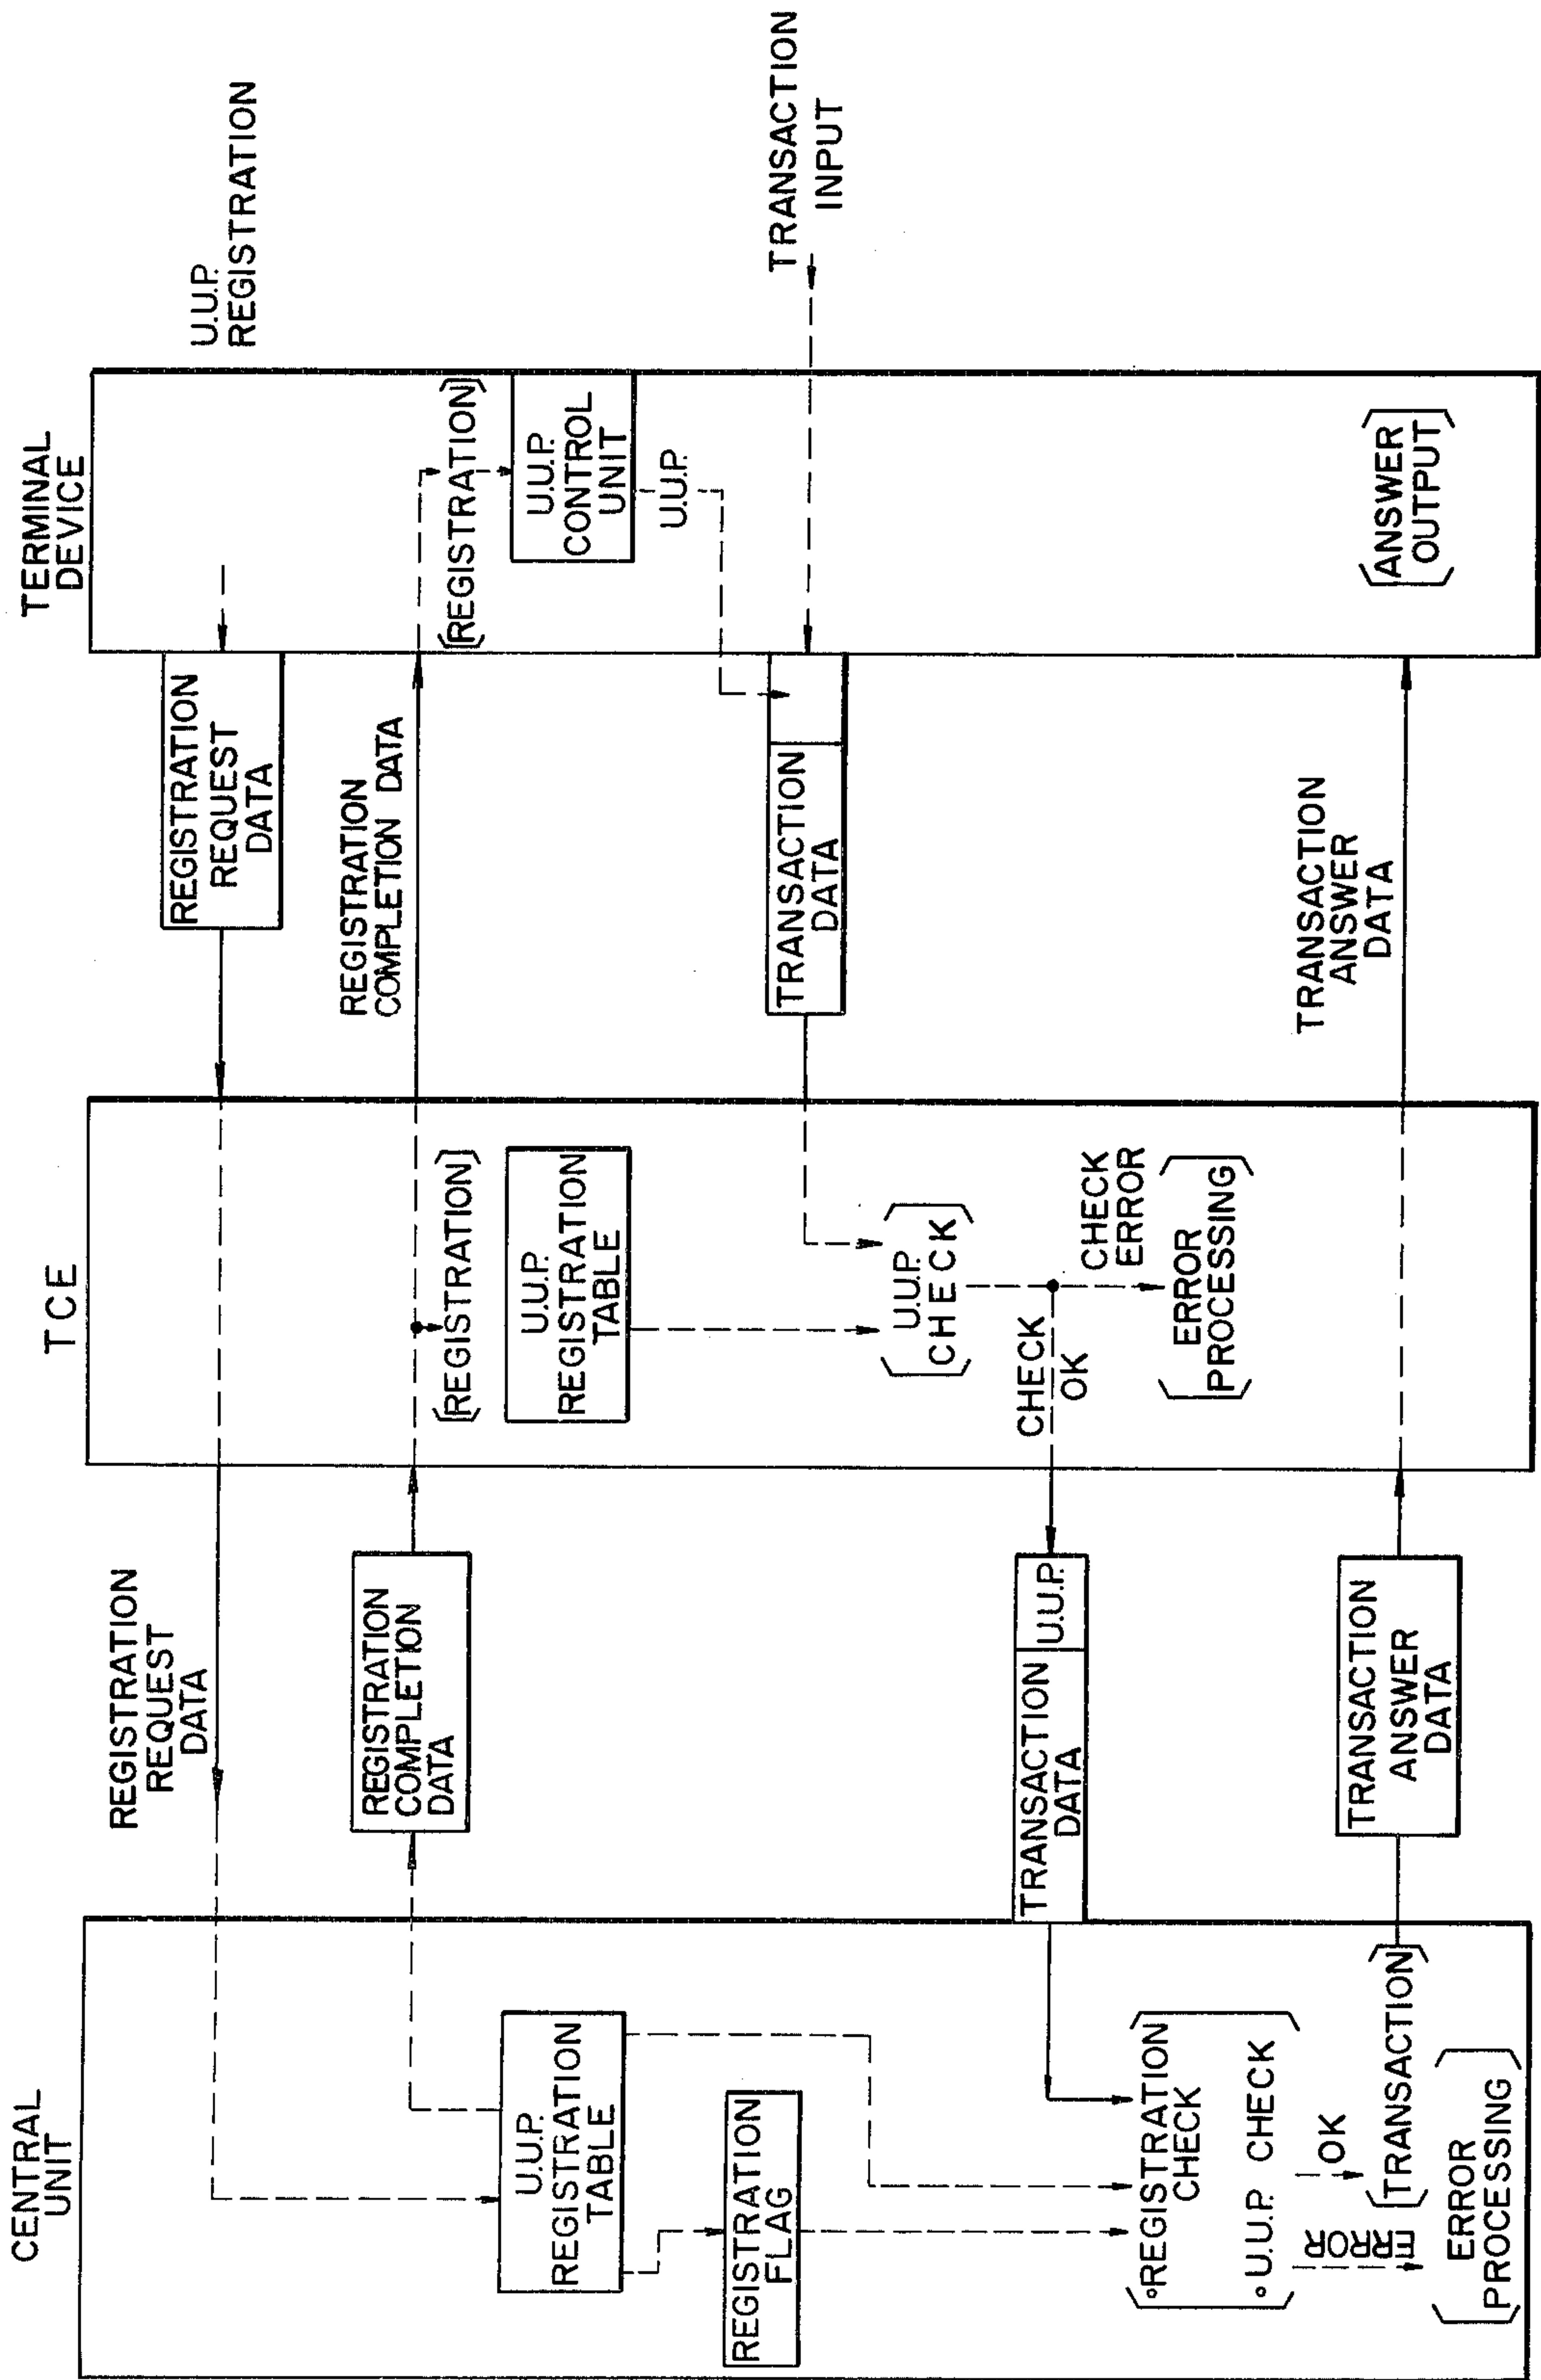 CENTRAL
UNIT
TCE
TERMINAL
DEVICE
U.U.P.
REGISTRATION
REGISTRATION
REQUEST
DATA
REGISTRATION
REQUEST
DATA
REGISTRATION
COMPLETION
DATA
REGISTRATION
COMPLETION DATA
[REGISTRATION]
[REGISTRATION]
U.U.P.
REGISTRATION
TABLE
U.U.P.
REGISTRATION
TABLE
U.U.P.
CONTROL
UNIT
U.U.P.
REGISTRATION
FLAG
TRANSACTION
DATA
TRANSACTION
INPUT
[U.U.P.
CHECK]
CHECK
OK
CHECK
ERROR
[ERROR
PROCESSING]
TRANSACTION
DATA
U.U.P.
[°REGISTRATION
CHECK
°U.U.P. CHECK]
OK
ERROR
[TRANSACTION]
[ERROR
PROCESSING]
TRANSACTION
ANSWER
DATA
TRANSACTION
ANSWER
DATA
[ANSWER
OUTPUT]